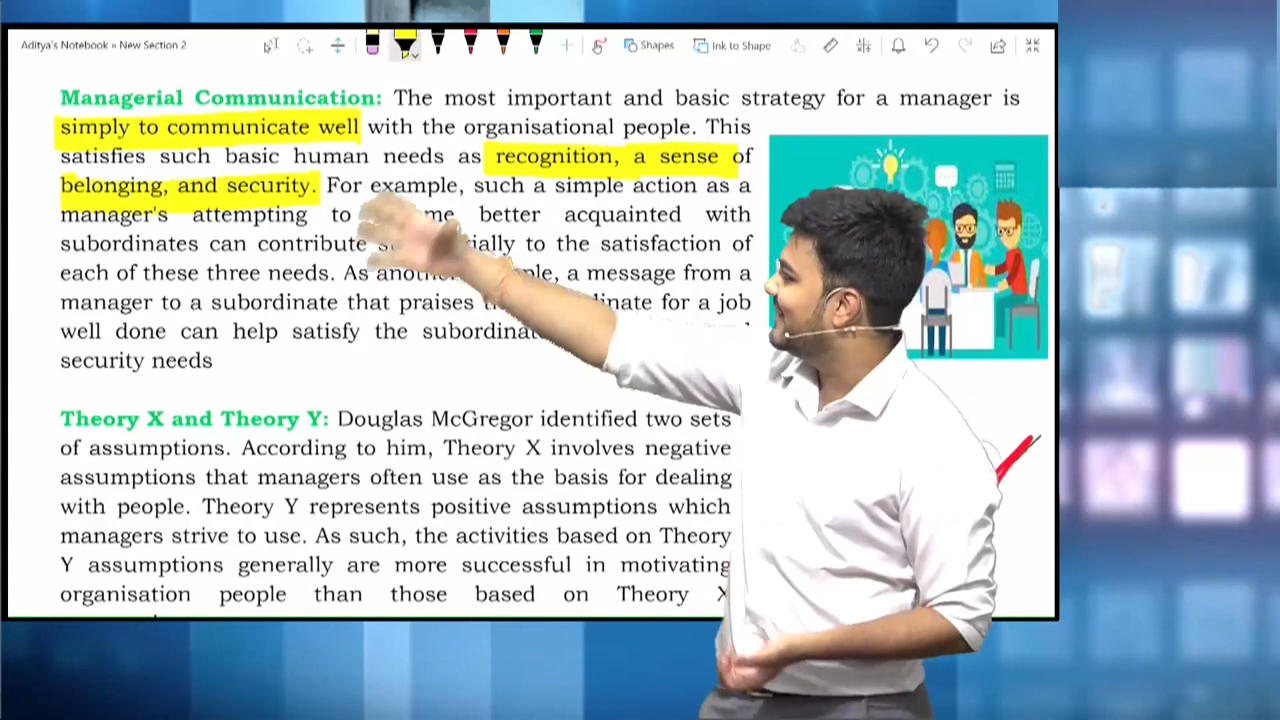 Aditya's Notebook » New Section 2
Shapes
Ink to Shape
Managerial Communication: The most important and basic strategy for a manager is
simply to communicate well with the organisational people. This
satisfies such basic human needs as recognition, a sense of
belonging, and security. For example, such a simple action as a
manager's attempting to me better acquainted with
subordinates can contribute ially to the satisfaction of
each of these three needs. As ple, a message from a
manager to a subordinate that praises inate for a job
well done can help satisfy the
security needs
Theory X and Theory Y: Douglas McGregor identified two sets
of assumptions. According to him, Theory X involves negative
assumptions that managers often use as the basis for dealing
with people. Theory Y represents positive assumptions which
managers strive to use. As such, the activities based on Theory
Y assumptions generally are more successful in motivating
organisation people than those based on Theory X